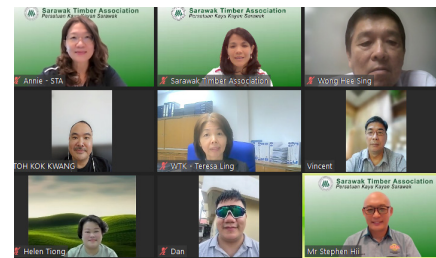 Sarawak Timber Association
Persatuan Kayu Kayan Sarawak
Annie - STA
Sarawak Timber Association
Persatuan Kayu Kayan Sarawak
Sarawak Timber Association
Wong Hee Sing
TOH KOK KWANG
WTK - Teresa Ling
Vincent
Helen Tiong
Dan
Sarawak Timber Association
Persatuan Kayu Kayan Sarawak
Mr Stephen Hii